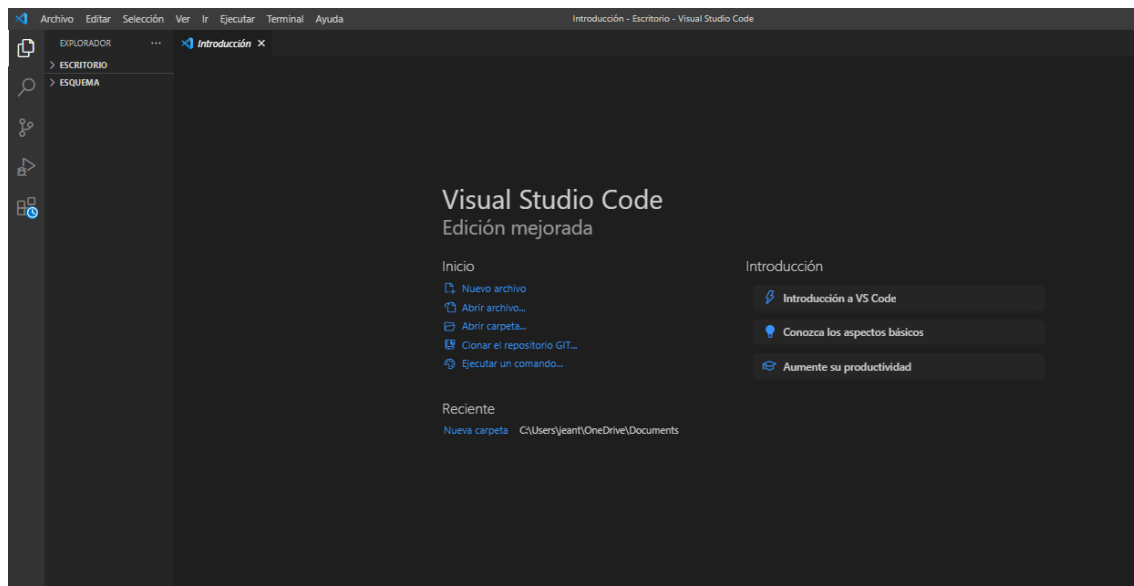 Archivo Editar Selección Ver Ir Ejecutar Terminal Ayuda
Introducción - Escritorio - Visual Studio Code
EXPLORADOR
Introducción
ESCRITORIO
ESQUEMA
Visual Studio Code
Edición mejorada
Inicio
Nuevo archivo
Abrir archivo...
Abrir carpeta...
Clonar el repositorio GIT...
Ejecutar un comando...
Reciente
Nueva carpeta C:\Users\jeant\OneDrive\Documents
Introducción
Introducción a VS Code
Conozca los aspectos básicos
Aumente su productividad